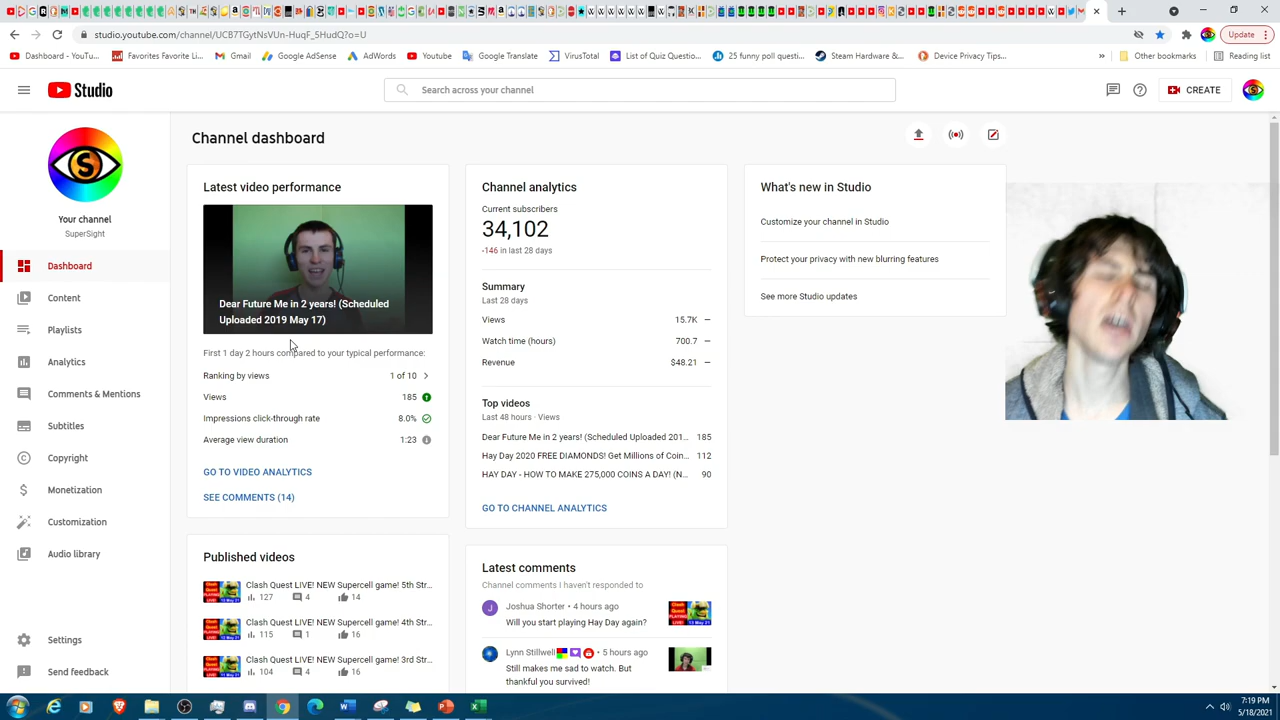 studio.youtube.com/channel/UCB7TGytNsVUn-HuqF_5HudQ?o=U
Update
Dashboard - YouTu...
Favorites Favorite Li...
Gmail
Google AdSense
AdWords
Youtube
Google Translate
VirusTotal
List of Quiz Questio...
25 funny poll questi...
Steam Hardware &...
Device Privacy Tips...
»
Other bookmarks
Reading list
Studio
Search across your channel
CREATE
Your channel
SuperSight
Dashboard
Content
Playlists
Analytics
Comments & Mentions
Subtitles
Copyright
Monetization
Customization
Audio library
Settings
Send feedback
Channel dashboard
Latest video performance
Dear Future Me in 2 years! (Scheduled
Uploaded 2019 May 17)
First 1 day 2 hours compared to your typical performance:
Ranking by views 1 of 10
Views 185
Impressions click-through rate 8.0%
Average view duration 1:23
GO TO VIDEO ANALYTICS
SEE COMMENTS (14)
Published videos
Clash Quest LIVE! NEW Supercell game! 5th Str...
127 4 14
Clash Quest LIVE! NEW Supercell game! 4th Str...
115 1 16
Clash Quest LIVE! NEW Supercell game! 3rd Str...
104 4 16
Channel analytics
Current subscribers
34,102
-146 in last 28 days
Summary
Last 28 days
Views 15.7K —
Watch time (hours) 700.7 —
Revenue $48.21 —
Top videos
Last 48 hours · Views
Dear Future Me in 2 years! (Scheduled Uploaded 201... 185
Hay Day 2020 FREE DIAMONDS! Get Millions of Coin... 112
HAY DAY - HOW TO MAKE 275,000 COINS A DAY! (N... 90
GO TO CHANNEL ANALYTICS
Latest comments
Channel comments I haven't responded to
J
Joshua Shorter • 4 hours ago
Will you start playing Hay Day again?
Lynn Stillwell • 5 hours ago
Still makes me sad to watch. But
thankful you survived!
What's new in Studio
Customize your channel in Studio
Protect your privacy with new blurring features
See more Studio updates
7:19 PM
5/18/2021